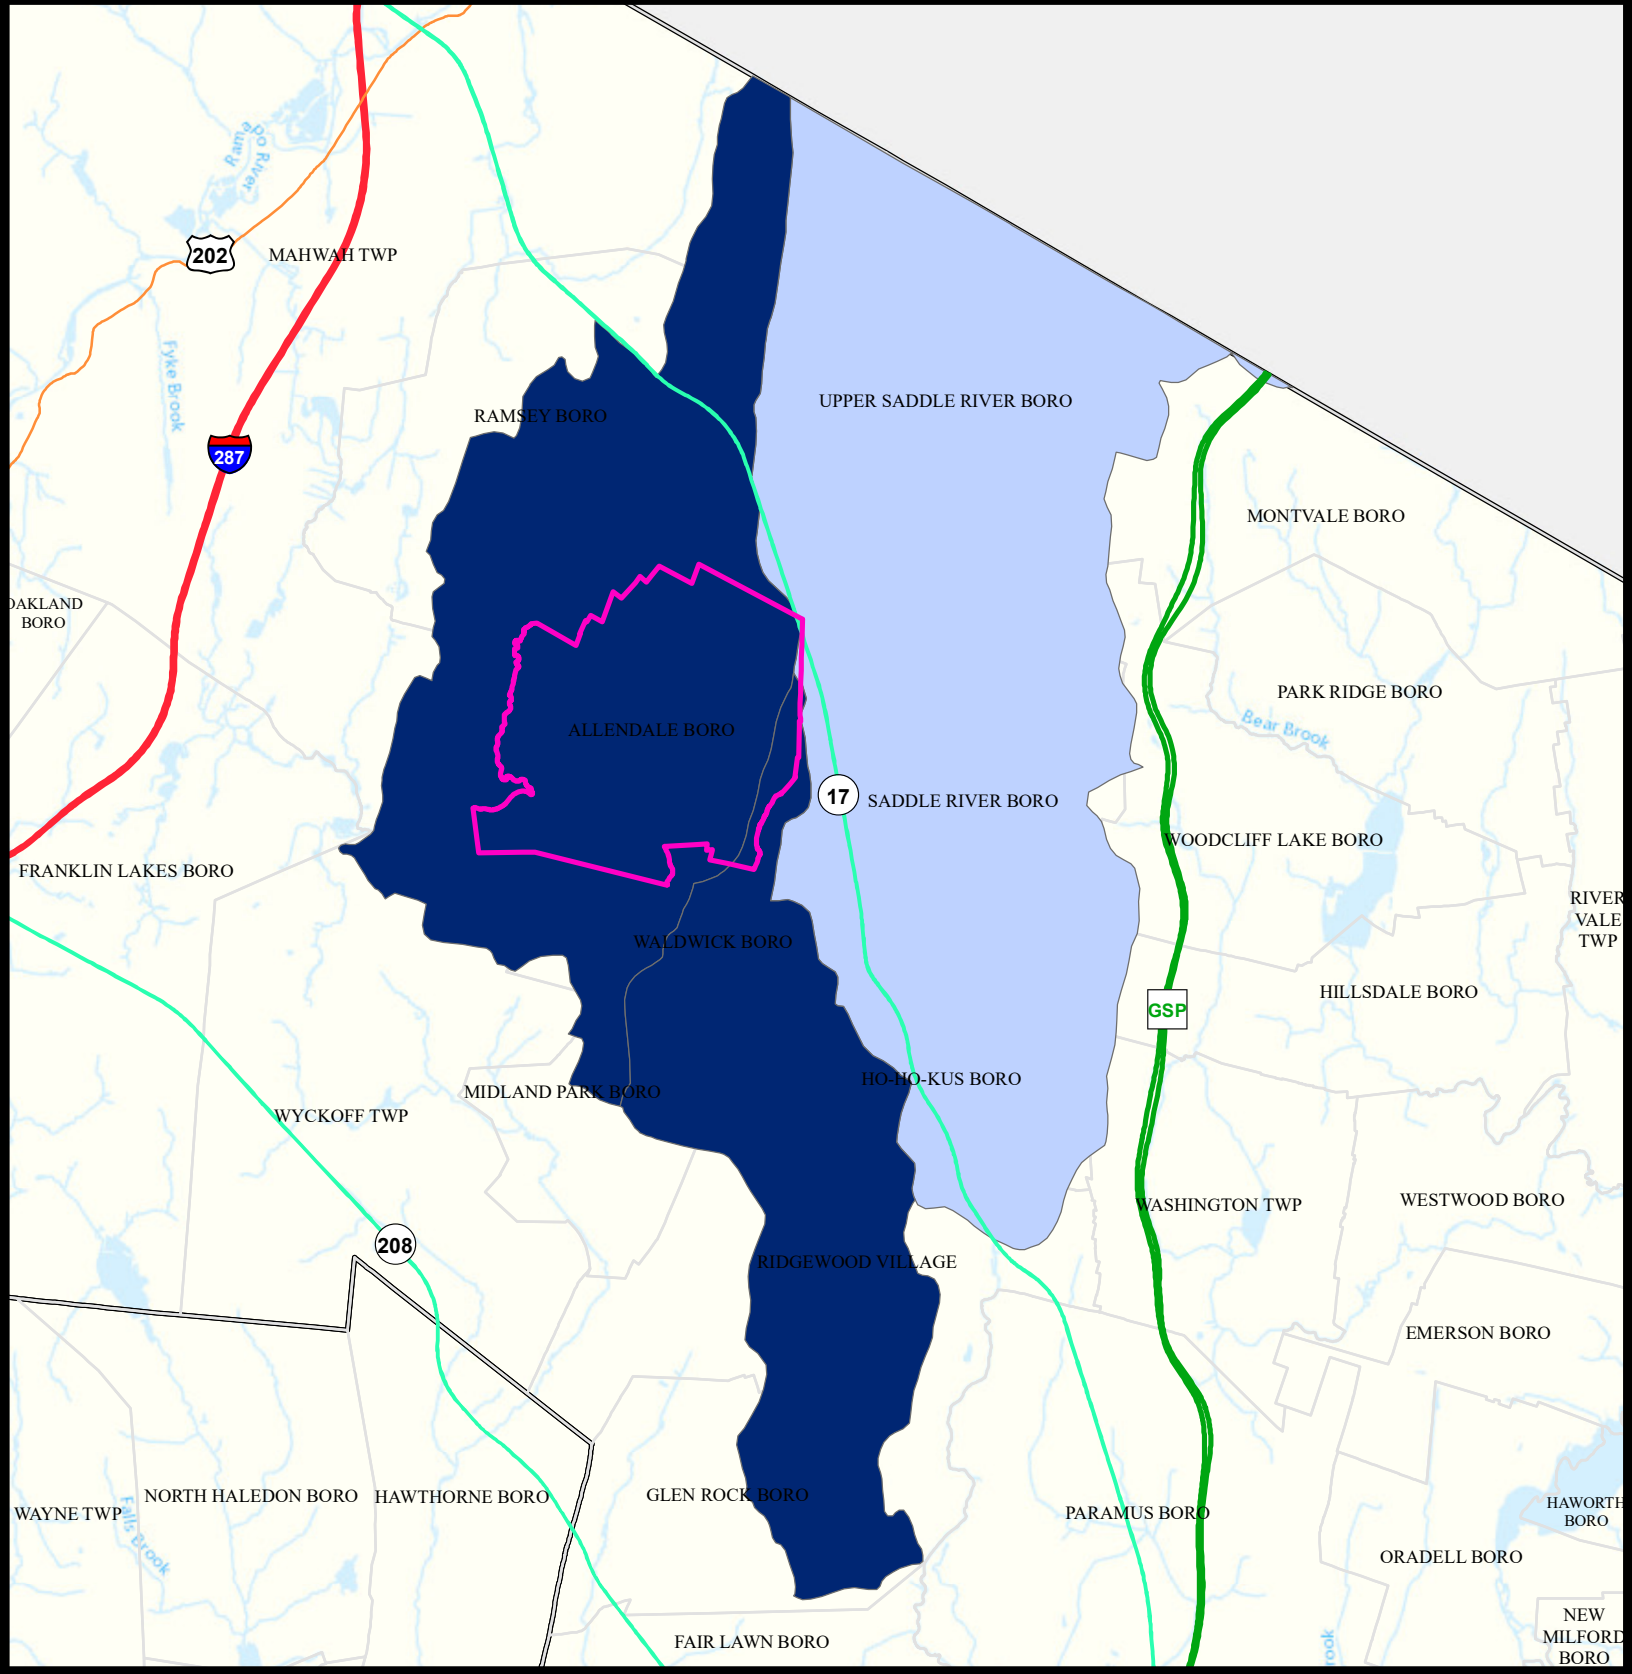 Ramapo River
202
MAHWAH TWP
Fyke Brook
RAMSEY BORO
UPPER SADDLE RIVER BORO
287
MONTVALE BORO
OAKLAND
BORO
PARK RIDGE BORO
Bear Brook
ALLENDALE BORO
17
SADDLE RIVER BORO
WOODCLIFF LAKE BORO
FRANKLIN LAKES BORO
RIVER
VALE
TWP
WALDWICK BORO
HILLSDALE BORO
GSP
HO-HO-KUS BORO
MIDLAND PARK BORO
WYCKOFF TWP
WASHINGTON TWP
WESTWOOD BORO
208
RIDGEWOOD VILLAGE
EMERSON BORO
NORTH HALEDON BORO
HAWTHORNE BORO
GLEN ROCK BORO
WAYNE TWP
Falls Brook
PARAMUS BORO
HAWORTH
BORO
ORADELL BORO
NEW
MILFORD
BORO
FAIR LAWN BORO
ook